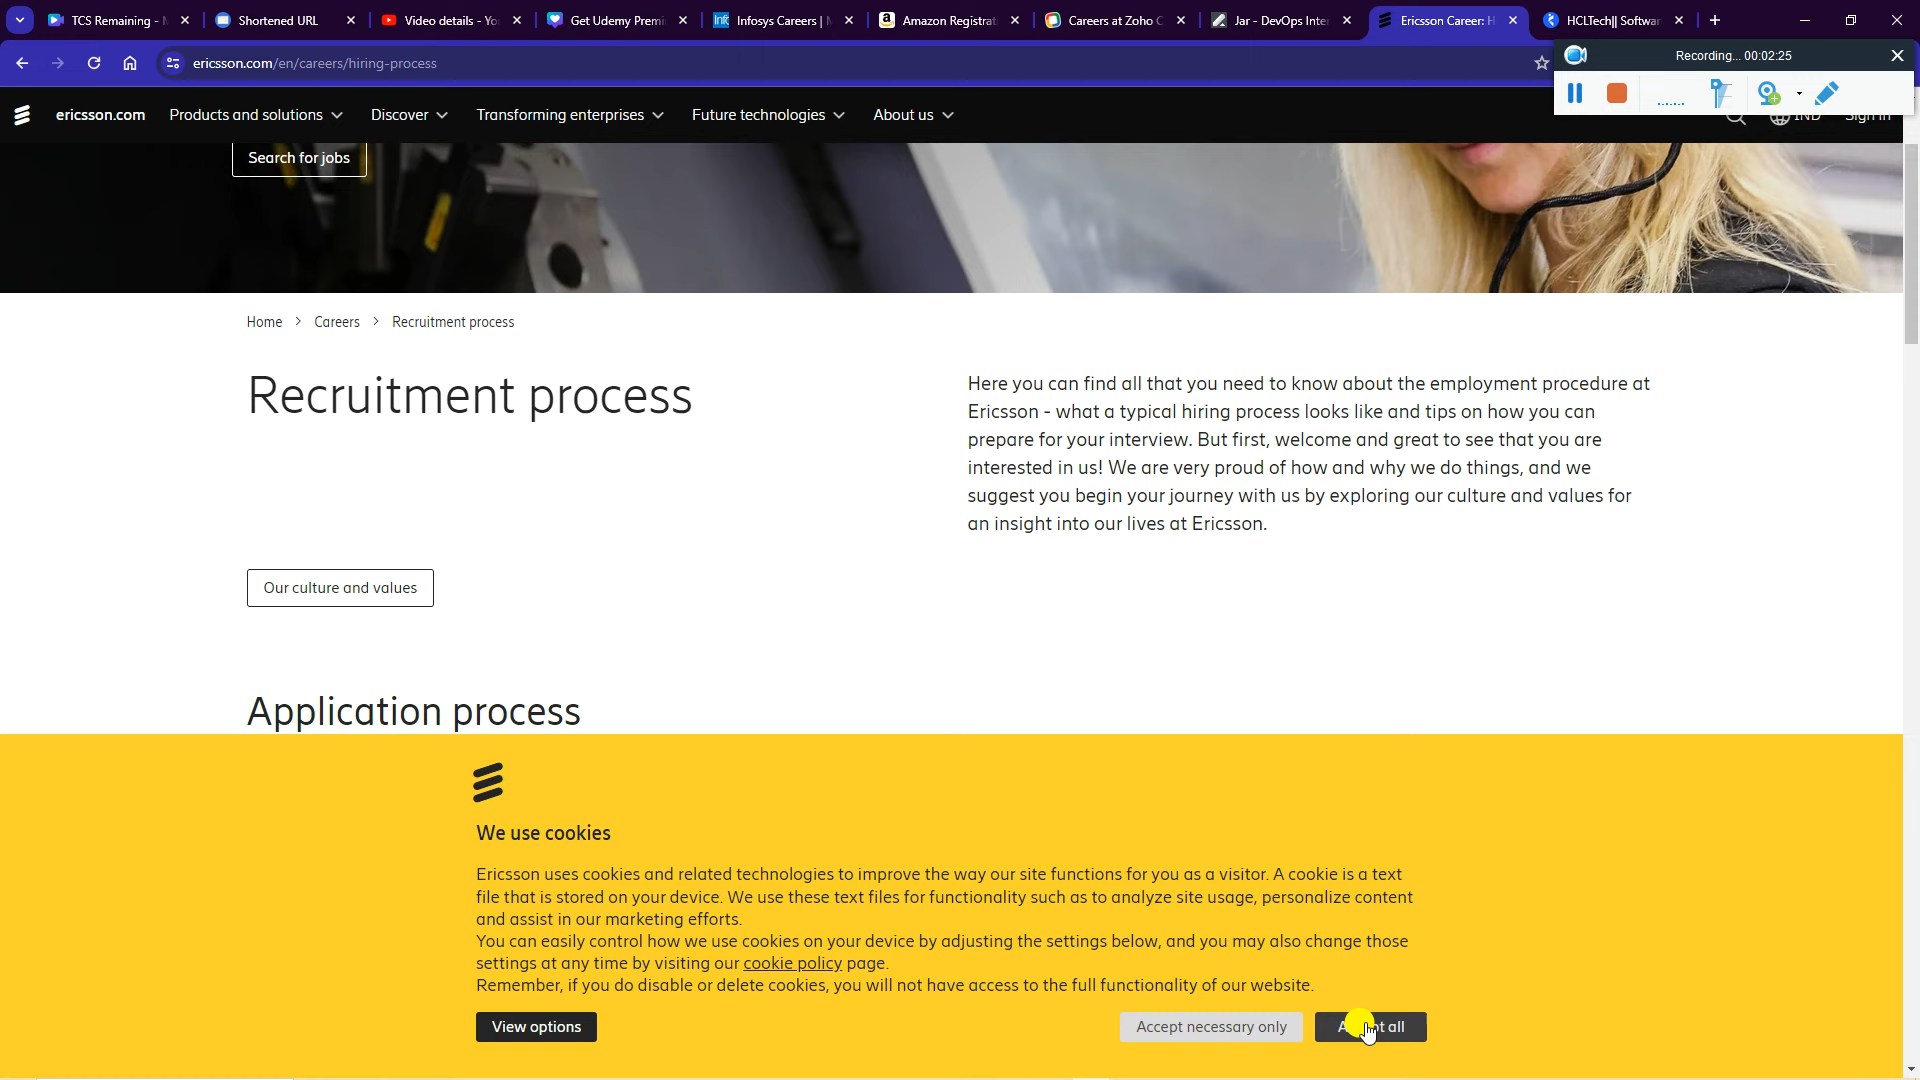 TCS Remaining -
Shortened URL
Video details - Yo
Get Udemy Premi
Infosys Careers |
Amazon Registrat
Careers at Zoho C
Jar - DevOps Inter
Ericsson Career: H
HCLTech|| Softwar
ericsson.com/en/careers/hiring-process
Recording... 00:02:25
ericsson.com
Products and solutions
Discover
Transforming enterprises
Future technologies
About us
IND
Sign in
Search for jobs
Home > Careers > Recruitment process
Recruitment process
Here you can find all that you need to know about the employment procedure at
Ericsson - what a typical hiring process looks like and tips on how you can
prepare for your interview. But first, welcome and great to see that you are
interested in us! We are very proud of how and why we do things, and we
suggest you begin your journey with us by exploring our culture and values for
an insight into our lives at Ericsson.
Our culture and values
Application process
We use cookies
Ericsson uses cookies and related technologies to improve the way our site functions for you as a visitor. A cookie is a text
file that is stored on your device. We use these text files for functionality such as to analyze site usage, personalize content
and assist in our marketing efforts.
You can easily control how we use cookies on your device by adjusting the settings below, and you may also change those
settings at any time by visiting our cookie policy page.
Remember, if you do disable or delete cookies, you will not have access to the full functionality of our website.
View options
Accept necessary only
Accept all